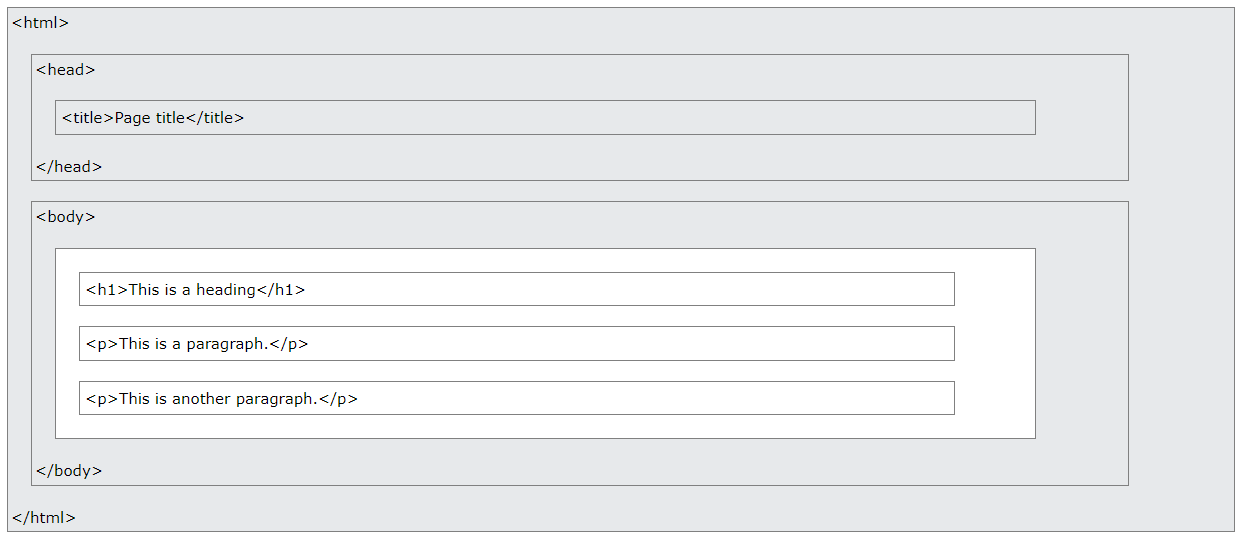 <html>
<head>
<title>Page title</title>
</head>
<body>
<h1>This is a heading</h1>
<p>This is a paragraph.</p>
<p>This is another paragraph.</p>
</body>
</html>